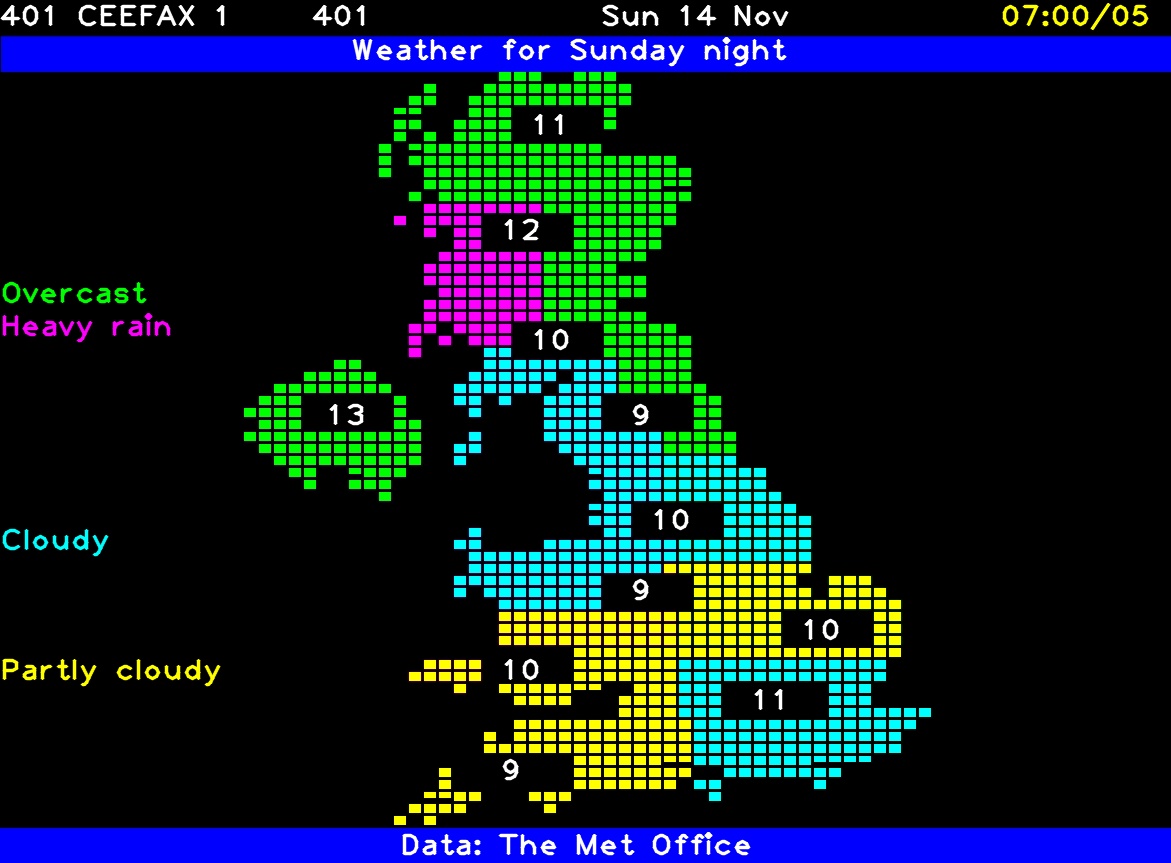 401 CEEFAX 1 401 Sun 14 Nov 07:00/05
Weather for Sunday night
11
12
Overcast
Heavy rain
10
13 9
10
Cloudy
9
10
Partly cloudy 10
11
9
Data: The Met Office